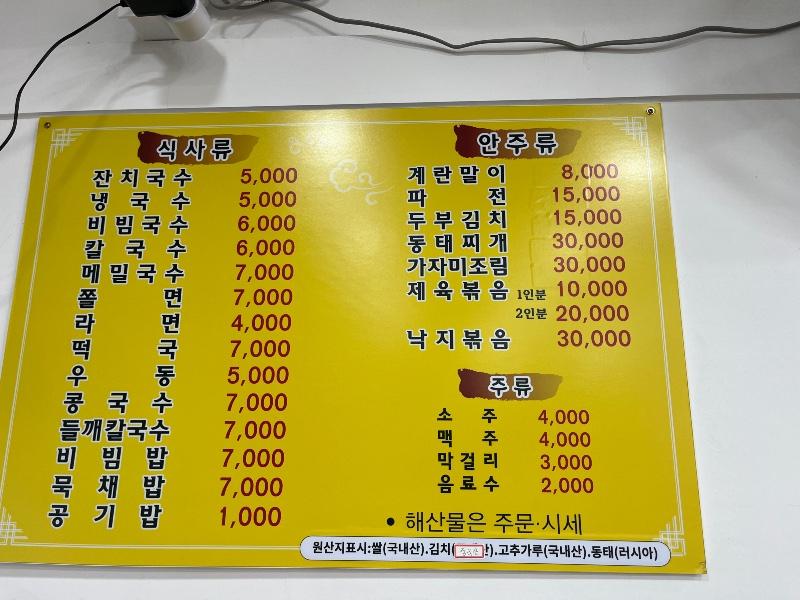 식사류
잔치국수 5,000
냉국수 5,000
비빔국수 6,000
칼국수 6,000
메밀국수 7,000
쫄면 7,000
라면 4,000
떡국 7,000
우동 5,000
콩국수 7,000
들깨칼국수 7,000
비빔밥 7,000
묵채밥 7,000
공기밥 1,000
안주류
계란말이 8,000
파전 15,000
두부김치 15,000
동태찌개 30,000
가자미조림 30,000
제육볶음 1인분 10,000
2인분 20,000
낙지볶음 30,000
주류
소주 4,000
맥주 4,000
막걸리 3,000
음료수 2,000
• 해산물은 주문·시세
원산지표시:쌀(국내산).김치( 산).고추가루(국내산).동태(러시아)